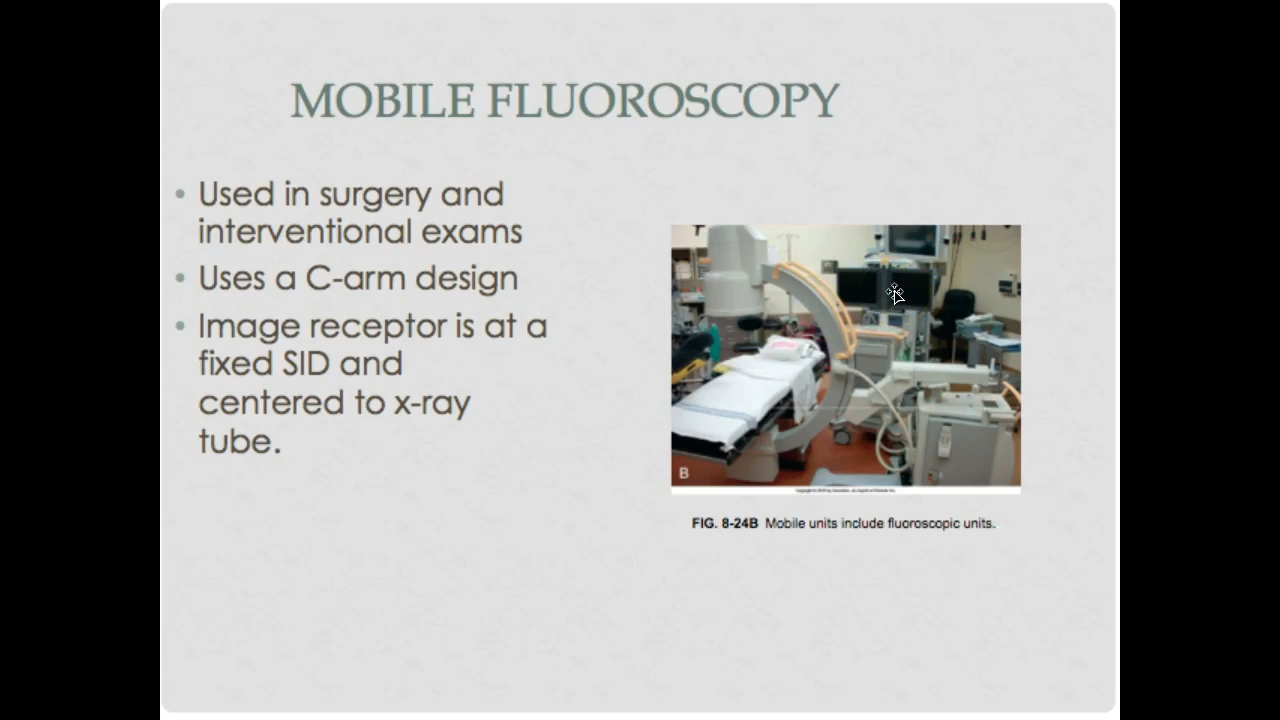 MOBILE FLUOROSCOPY
• Used in surgery and
interventional exams
• Uses a C-arm design
• Image receptor is at a
fixed SID and
centered to x-ray
tube.
B
FIG. 8-24B Mobile units include fluoroscopic units.